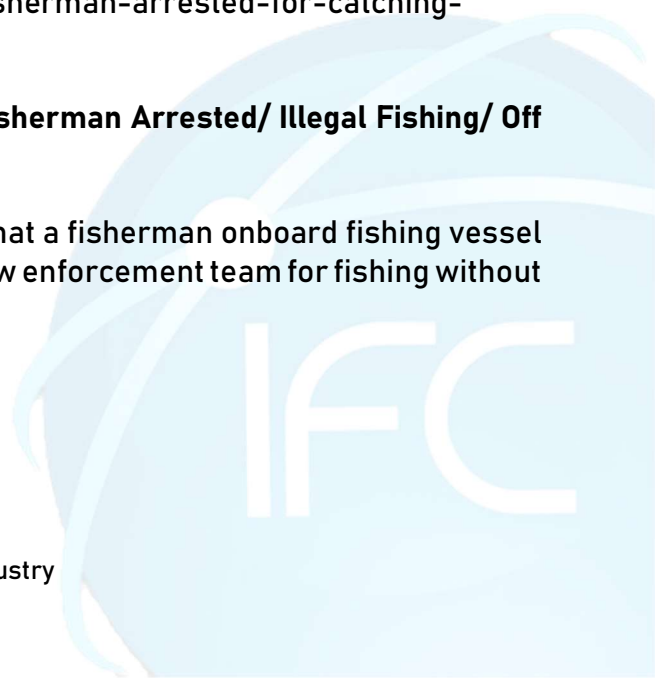 sherman-arrested-for-catching-
sherman Arrested/ Illegal Fishing/ Off
hat a fisherman onboard fishing vessel
w enforcement team for fishing without
IFC
ustry